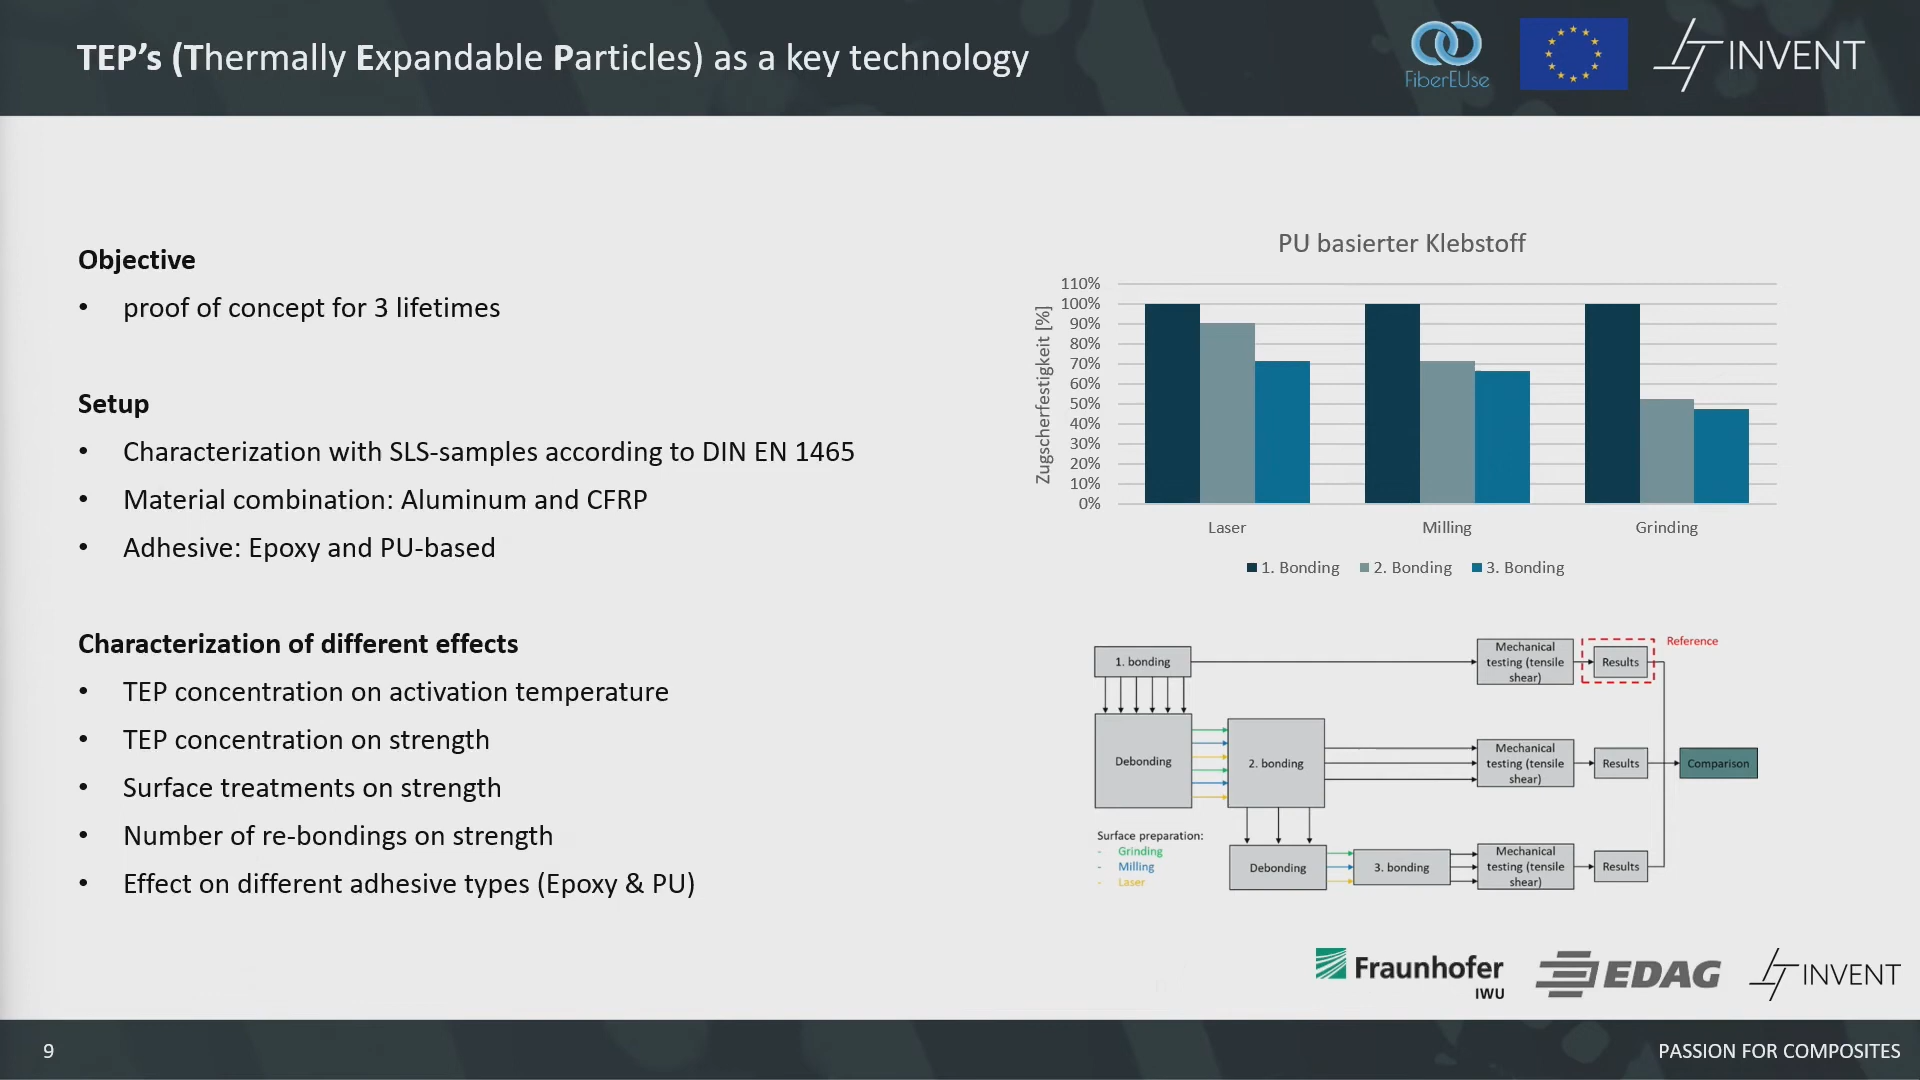 TEP’s (Thermally Expandable Particles) as a key technology
FiberEUse
INVENT
Objective
• proof of concept for 3 lifetimes
Setup
• Characterization with SLS-samples according to DIN EN 1465
• Material combination: Aluminum and CFRP
• Adhesive: Epoxy and PU-based
Characterization of different effects
• TEP concentration on activation temperature
• TEP concentration on strength
• Surface treatments on strength
• Number of re-bondings on strength
• Effect on different adhesive types (Epoxy & PU)
PU basierter Klebstoff
Zugscherfestigkeit [%]
110%
100%
90%
80%
70%
60%
50%
40%
30%
20%
10%
0%
Laser
Milling
Grinding
1. Bonding
2. Bonding
3. Bonding
1. bonding
Mechanical
testing (tensile
shear)
Results
Reference
Debonding
2. bonding
Mechanical
testing (tensile
shear)
Results
Comparison
Surface preparation:
- Grinding
- Milling
- Laser
Debonding
3. bonding
Mechanical
testing (tensile
shear)
Results
Fraunhofer
IWU
EDAG
INVENT
9
PASSION FOR COMPOSITES